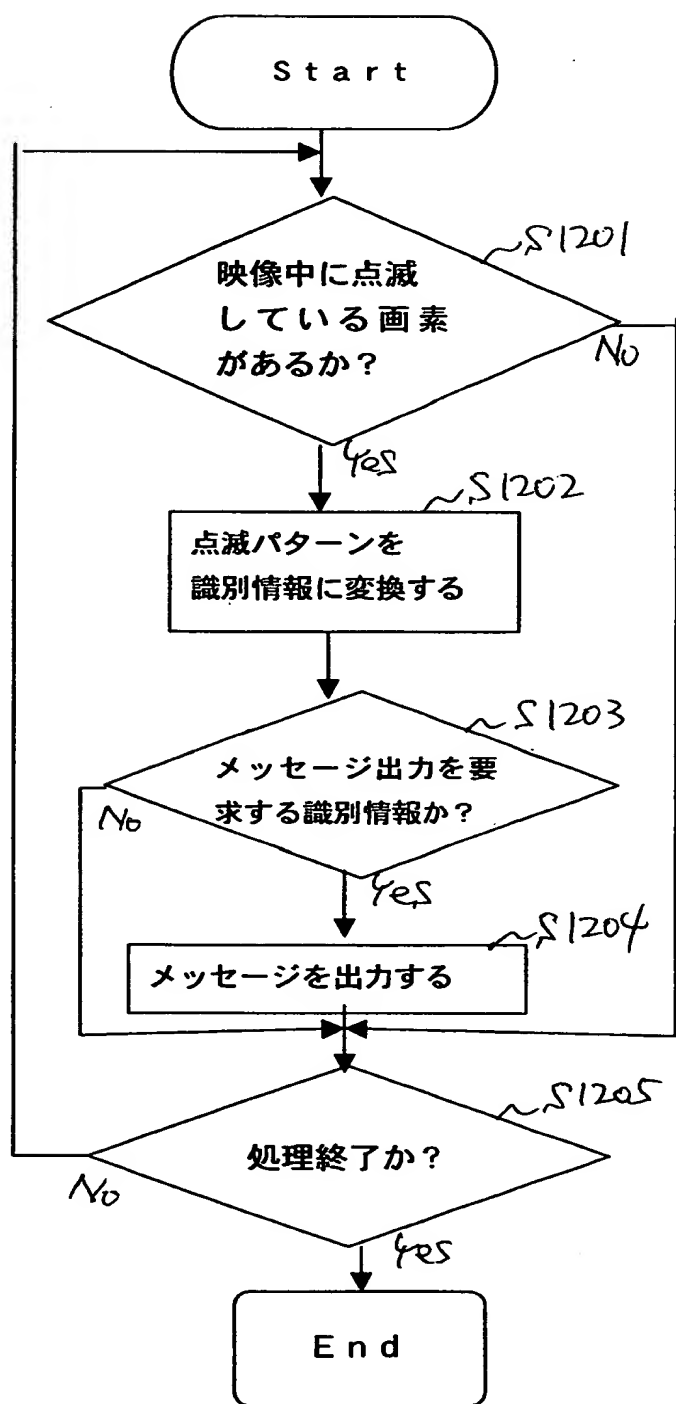 Start
S1201
映像中に点滅
している画素
があるか？
No
Yes
S1202
点滅パターンを
識別情報に変換する
S1203
メッセージ出力を要
求する識別情報か？
No
Yes
S1204
メッセージを出力する
S1205
処理終了か？
No
Yes
End